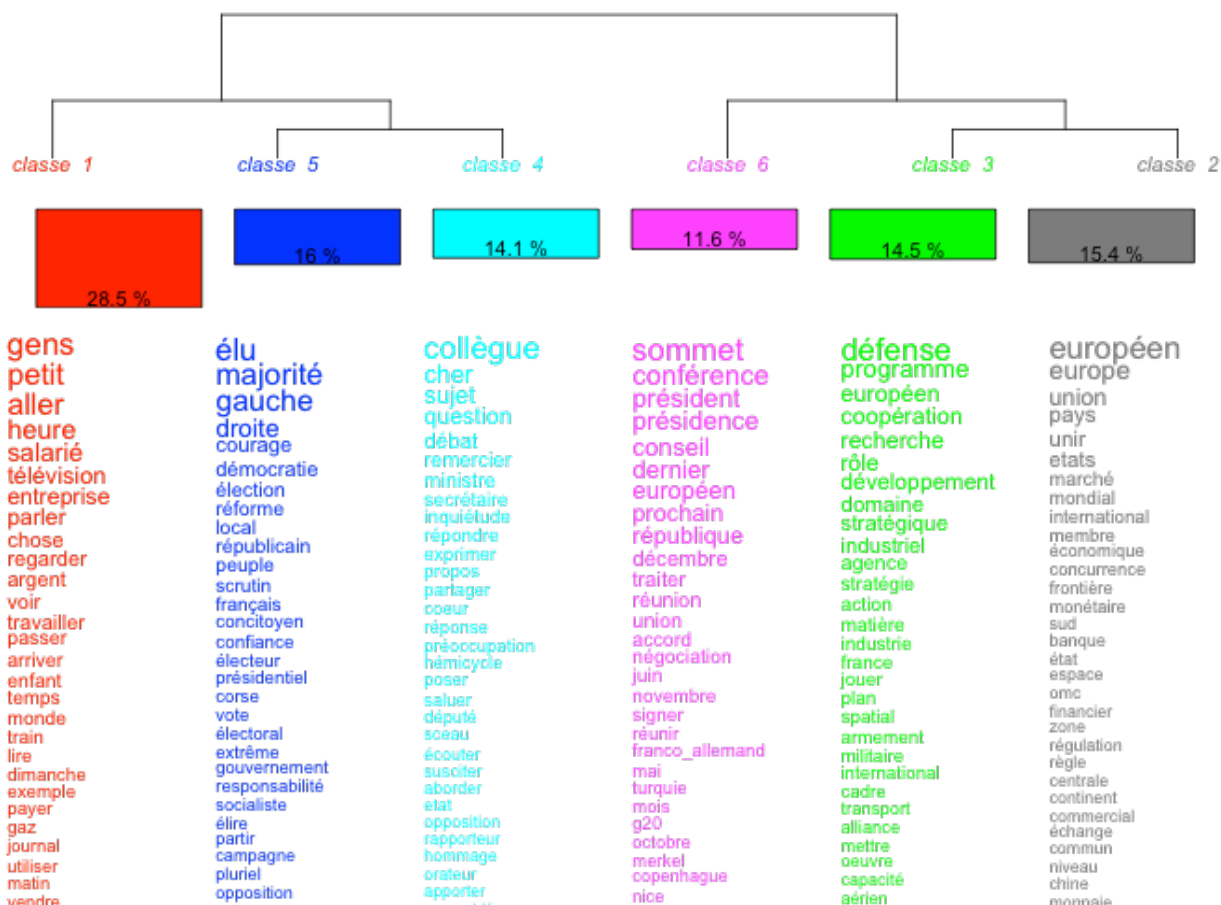 classe 1
classe 5
classe 4
classe 6
classe 3
classe 2
28.5 %
16 %
14.1 %
11.6 %
14.5 %
15.4 %
gens
petit
aller
heure
salarié
télévision
entreprise
parler
chose
regarder
argent
voir
travailler
passer
arriver
enfant
temps
monde
train
lire
dimanche
exemple
payer
gaz
journal
utiliser
matin
vendre
élu
majorité
gauche
droite
courage
démocratie
élection
réforme
local
républicain
peuple
scrutin
français
concitoyen
confiance
électeur
présidentiel
corse
vote
électoral
extrême
gouvernement
responsabilité
socialiste
élire
partir
campagne
pluriel
opposition
collègue
cher
sujet
question
débat
remercier
ministre
secrétaire
inquiétude
répondre
exprimer
propos
partager
coeur
réponse
préoccupation
hémicycle
poser
saluer
député
sceau
écouter
susciter
aborder
etat
opposition
rapporteur
hommage
orateur
apporter
sommet
conférence
président
présidence
conseil
dernier
européen
prochain
république
décembre
traiter
réunion
union
accord
négociation
juin
novembre
signer
réunir
franco_allemand
mai
turquie
mois
g20
octobre
merkel
copenhague
nice
défense
programme
européen
coopération
recherche
rôle
développement
domaine
stratégique
industriel
agence
stratégie
action
matière
industrie
france
jouer
plan
spatial
armement
militaire
international
cadre
transport
alliance
mettre
oeuvre
capacité
aérien
européen
europe
union
pays
unir
etats
marché
mondial
international
membre
économique
concurrence
frontière
monétaire
sud
banque
état
espace
omc
financier
zone
régulation
règle
centrale
continent
commercial
échange
commun
niveau
chine
monnaie